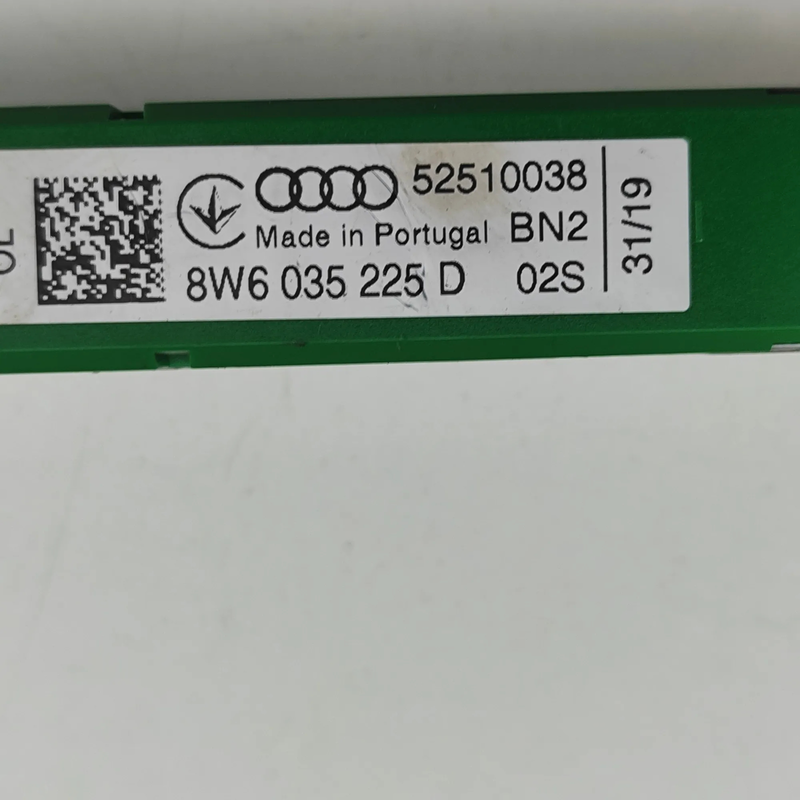 52510038
Made in Portugal BN2
8W6 035 225 D 02S
31/19